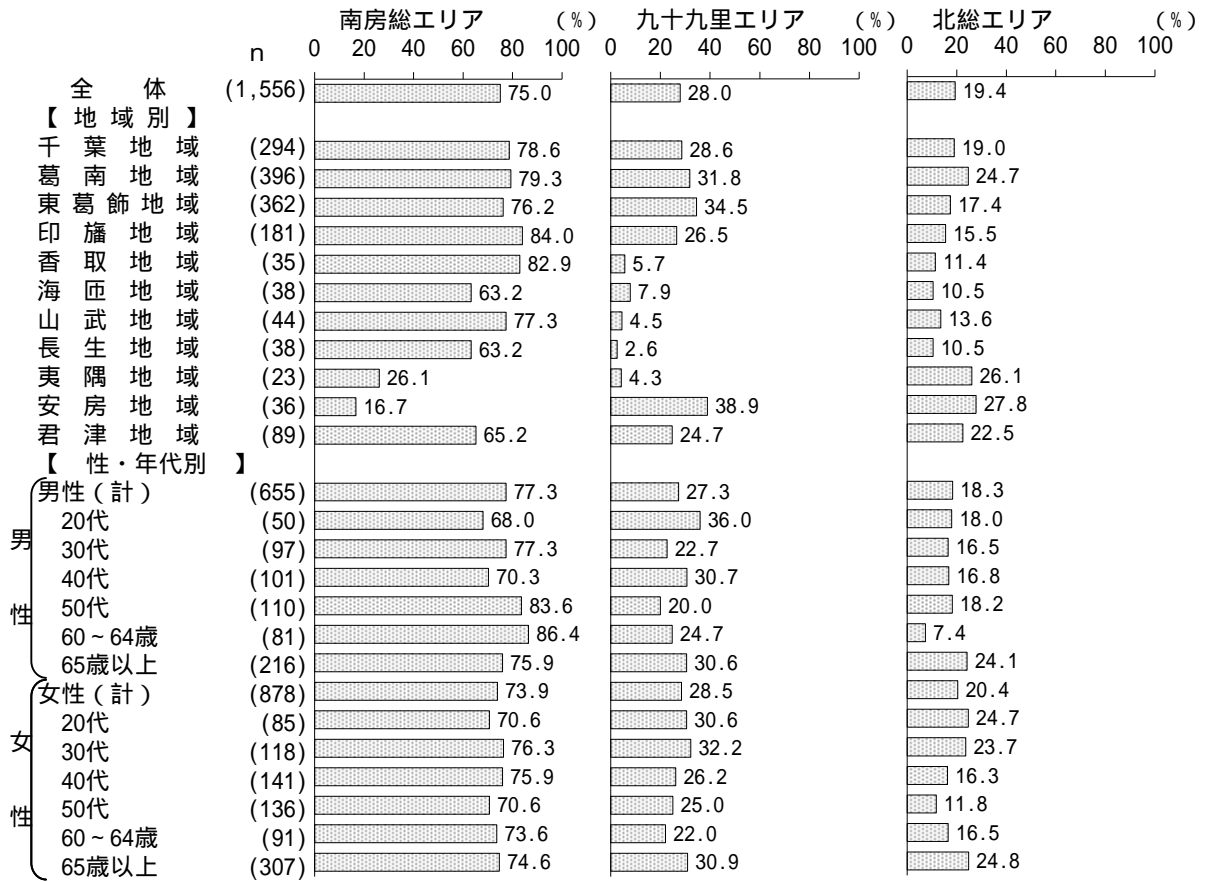 南房総エリア （%） 九十九里エリア （%） 北総エリア （%）
n 0 20 40 60 80 100 0 20 40 60 80 100 0 20 40 60 80 100
全体 (1,556) 75.0 28.0 19.4
【地域別】
千葉地域 (294) 78.6 28.6 19.0
葛南地域 (396) 79.3 31.8 24.7
東葛飾地域 (362) 76.2 34.5 17.4
印旛地域 (181) 84.0 26.5 15.5
香取地域 (35) 82.9 5.7 11.4
海匝地域 (38) 63.2 7.9 10.5
山武地域 (44) 77.3 4.5 13.6
長生地域 (38) 63.2 2.6 10.5
夷隅地域 (23) 26.1 4.3 26.1
安房地域 (36) 16.7 38.9 27.8
君津地域 (89) 65.2 24.7 22.5
【性・年代別】
男性
男性（計） (655) 77.3 27.3 18.3
20代 (50) 68.0 36.0 18.0
30代 (97) 77.3 22.7 16.5
40代 (101) 70.3 30.7 16.8
50代 (110) 83.6 20.0 18.2
60～64歳 (81) 86.4 24.7 7.4
65歳以上 (216) 75.9 30.6 24.1
女性
女性（計） (878) 73.9 28.5 20.4
20代 (85) 70.6 30.6 24.7
30代 (118) 76.3 32.2 23.7
40代 (141) 75.9 26.2 16.3
50代 (136) 70.6 25.0 11.8
60～64歳 (91) 73.6 22.0 16.5
65歳以上 (307) 74.6 30.9 24.8